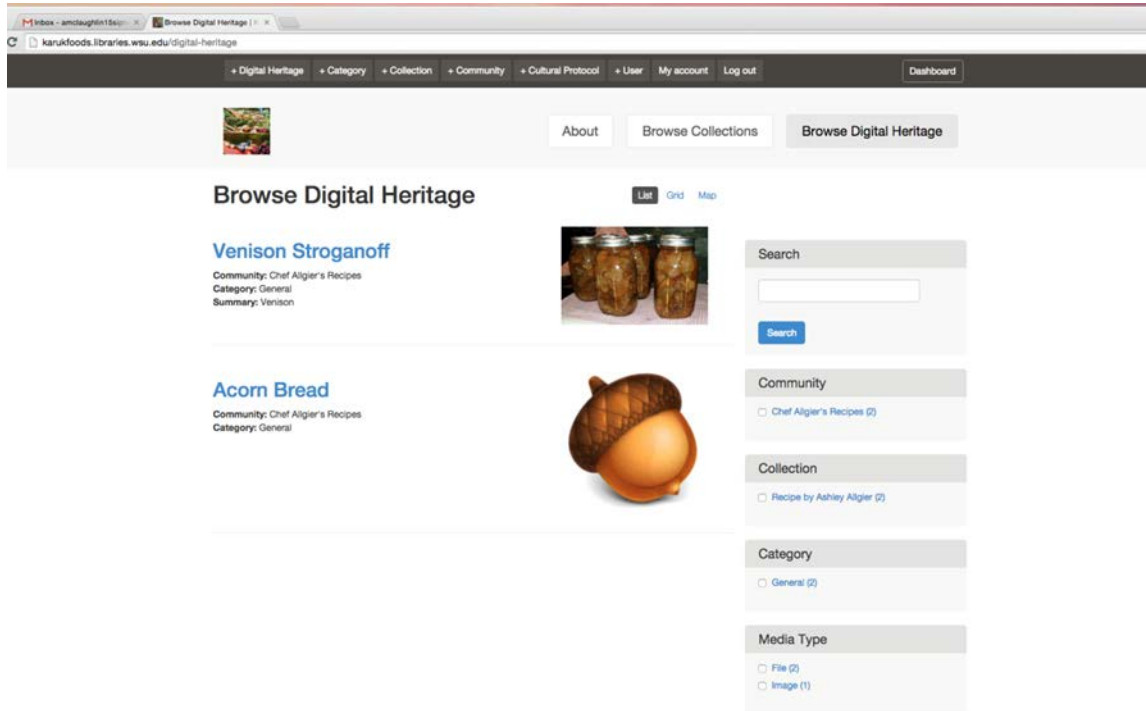 Inbox - amclaughlin18@
Browse Digital Heritage |
karukfoods.libraries.wsu.edu/digital-heritage
+ Digital Heritage + Category + Collection + Community + Cultural Protocol + User My account Log out Dashboard
About Browse Collections Browse Digital Heritage
Browse Digital Heritage
List Grid Map
Venison Stroganoff
Community: Chef Allgier's Recipes
Category: General
Summary: Venison
Acorn Bread
Community: Chef Allgier's Recipes
Category: General
Search
Search
Community
Chef Allgier's Recipes (2)
Collection
Recipe by Ashley Allgier (2)
Category
General (2)
Media Type
File (2)
Image (1)